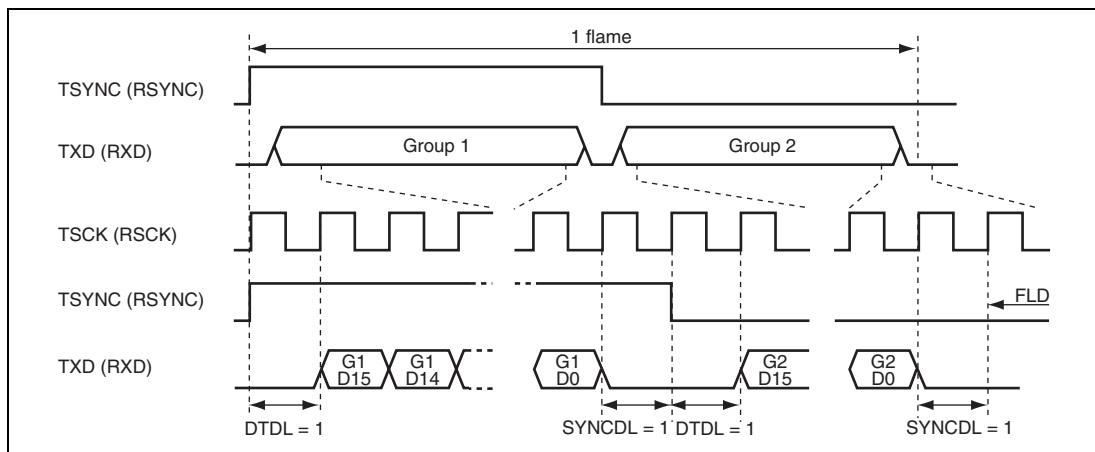 1 flame
TSYNC (RSYNC)
TXD (RXD)
Group 1
Group 2
TSCK (RSCK)
TSYNC (RSYNC)
FLD
TXD (RXD)
G1
D15
G1
D14
G1
D0
G2
D15
G2
D0
DTDL = 1
SYNCDL = 1
DTDL = 1
SYNCDL = 1